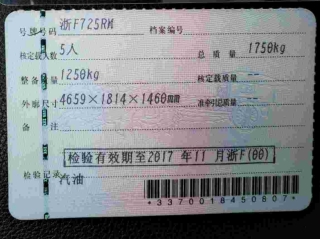 号牌号码 浙F725RM 档案编号
核定载人数 5人 总质量 1750kg
整备质量 1250kg 核定载质量 --
外廓尺寸 4659×1814×1460mm 准牵引总质量 --
备注
检验有效期至2017年11月浙F(00)
检验记录 汽油
*3370018450607*